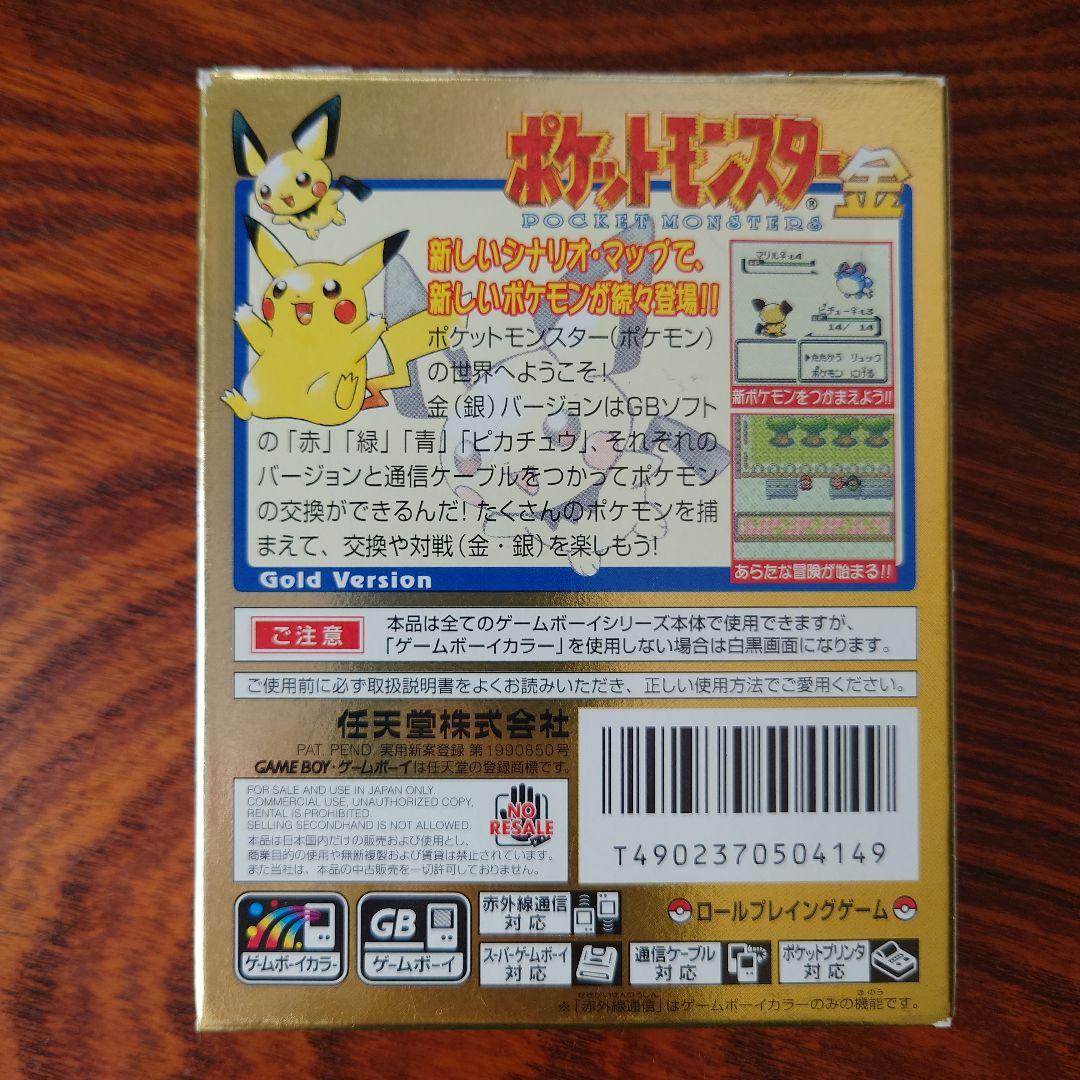 ポケットモンスター金
POCKET MONSTERS®
新しいシナリオ・マップで、
新しいポケモンが続々登場!!
ポケットモンスター(ポケモン)
の世界へようこそ!
金(銀)バージョンはGBソフト
の「赤」「緑」「青」「ピカチュウ」、それぞれの
バージョンと通信ケーブルをつかってポケモン
の交換ができるんだ!たくさんのポケモンを捕
まえて、交換や対戦(金・銀)を楽しもう!
マリル
ピチュー
14/ 14
▶たたかう リュック
ポケモン にげる
新ポケモンをつかまえよう!!
あらたな冒険が始まる!!
Gold Version
ご注意
本品は全てのゲームボーイシリーズ本体で使用できますが、
「ゲームボーイカラー」を使用しない場合は白黒画面になります。
ご使用前に必ず取扱説明書をよくお読みいただき、正しい使用方法でご愛用ください。
任天堂株式会社
PAT. PEND. 実用新案登録 第1990850号
GAME BOY・ゲームボーイは任天堂の登録商標です。
FOR SALE AND USE IN JAPAN ONLY.
COMMERCIAL USE, UNAUTHORIZED COPY,
RENTAL IS PROHIBITED.
SELLING SECONDHAND IS NOT ALLOWED.
本品は日本国内だけの販売および使用とし、
商業目的の使用や無断複製および賃貸は禁止されています。
また当社は、本品の中古販売を一切許可しておりません。
NO
RESALE
T4902370504149
ゲームボーイカラー
GB
ゲームボーイ
赤外線通信
対応
ロールプレイングゲーム
スーパーゲームボーイ
対応
通信ケーブル
対応
ポケットプリンタ
対応
※「赤外線通信」はゲームボーイカラーのみの機能です。